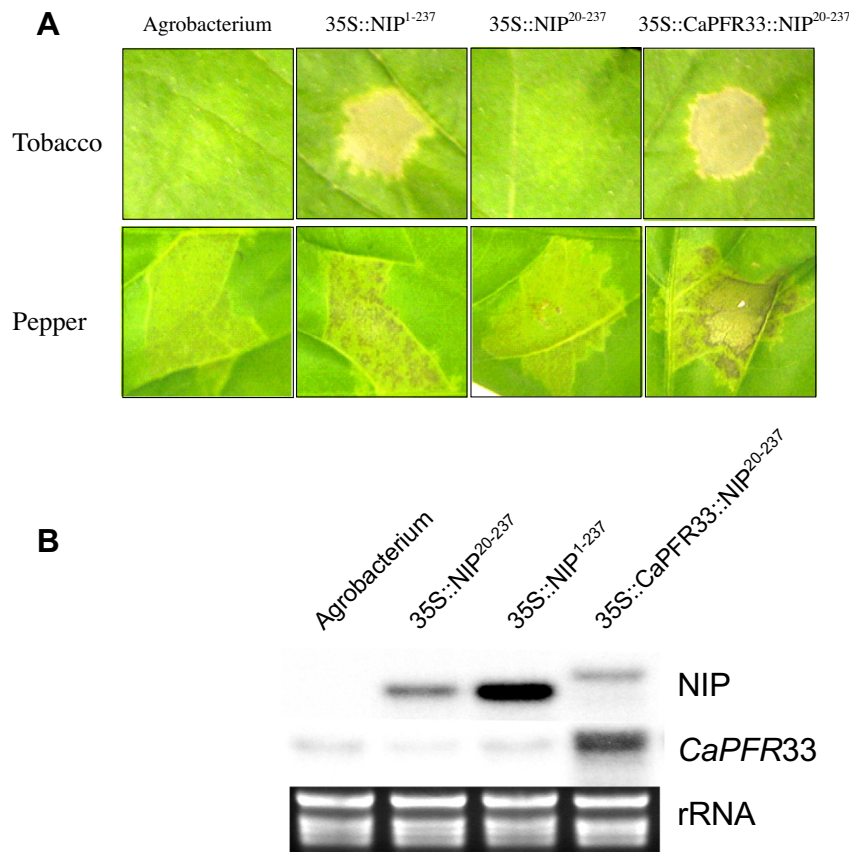 A
Agrobacterium 35S::NIP1-237 35S::NIP20-237 35S::CaPFR33::NIP20-237
Tobacco
Pepper
B
Agrobacterium
35S::NIP20-237
35S::NIP1-237
35S::CaPFR33::NIP20-237
NIP
CaPFR33
rRNA